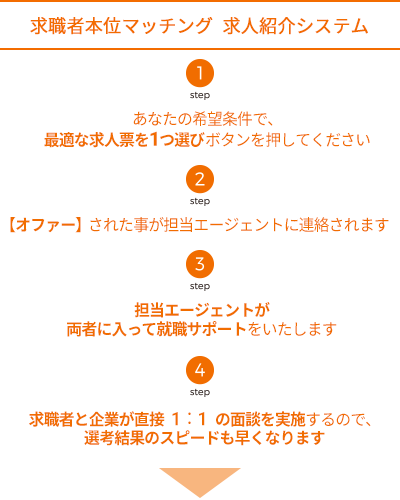 求職者本位マッチング 求人紹介システム
1
step
あなたの希望条件で、
最適な求人票を1つ選びボタンを押してください
2
step
【オファー】された事が担当エージェントに連絡されます
3
step
担当エージェントが
両者に入って就職サポートをいたします
4
step
求職者と企業が直接 1：1 の面談を実施するので、
選考結果のスピードも早くなります